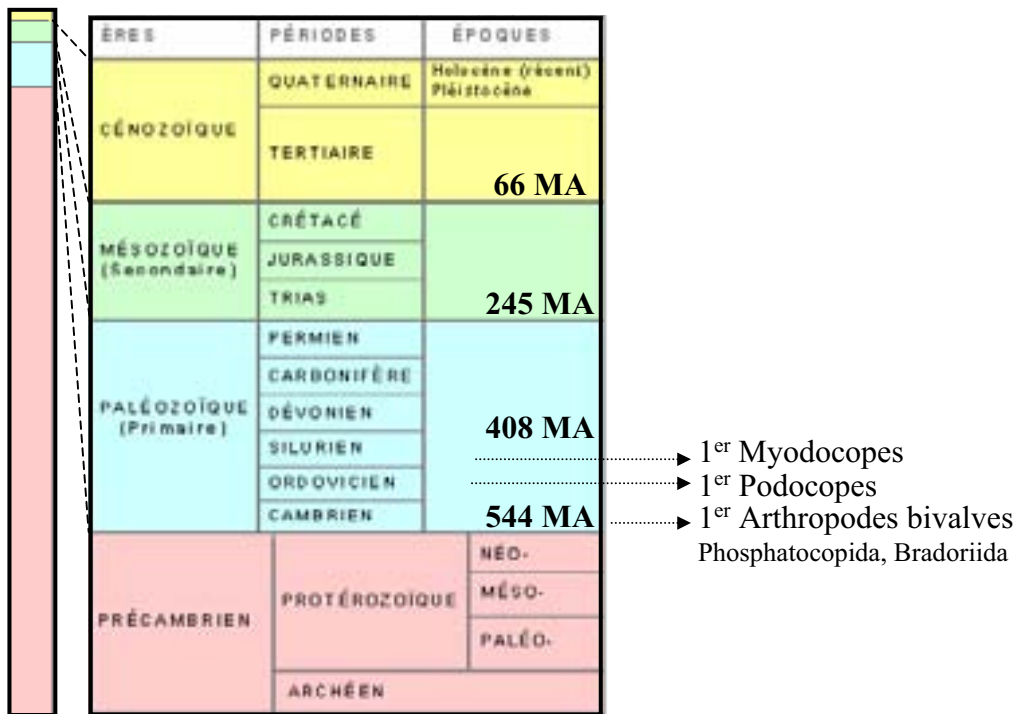 ÈRES PÉRIODES ÉPOQUES
CÉNOZOÏQUE
QUATERNAIRE
Holocéne (récent)
Pléistocéne
TERTIAIRE
66 MA
MÉSOZOÏQUE
(Secondaire)
CRÉTACÉ
JURASSIQUE
TRIAS
245 MA
PALÉOZOÏQUE
(Primaire)
PERMIEN
CARBONIFÈRE
DÉVONIEN
408 MA
SILURIEN
1er Myodocopes
ORDOVICIEN
1er Podocopes
CAMBRIEN
544 MA
1er Arthropodes bivalves
Phosphatocopida, Bradoriida
PRÉCAMBRIEN
PROTÉROZOÏQUE
NÉO-
MÉSO-
PALÉO-
ARCHÉEN